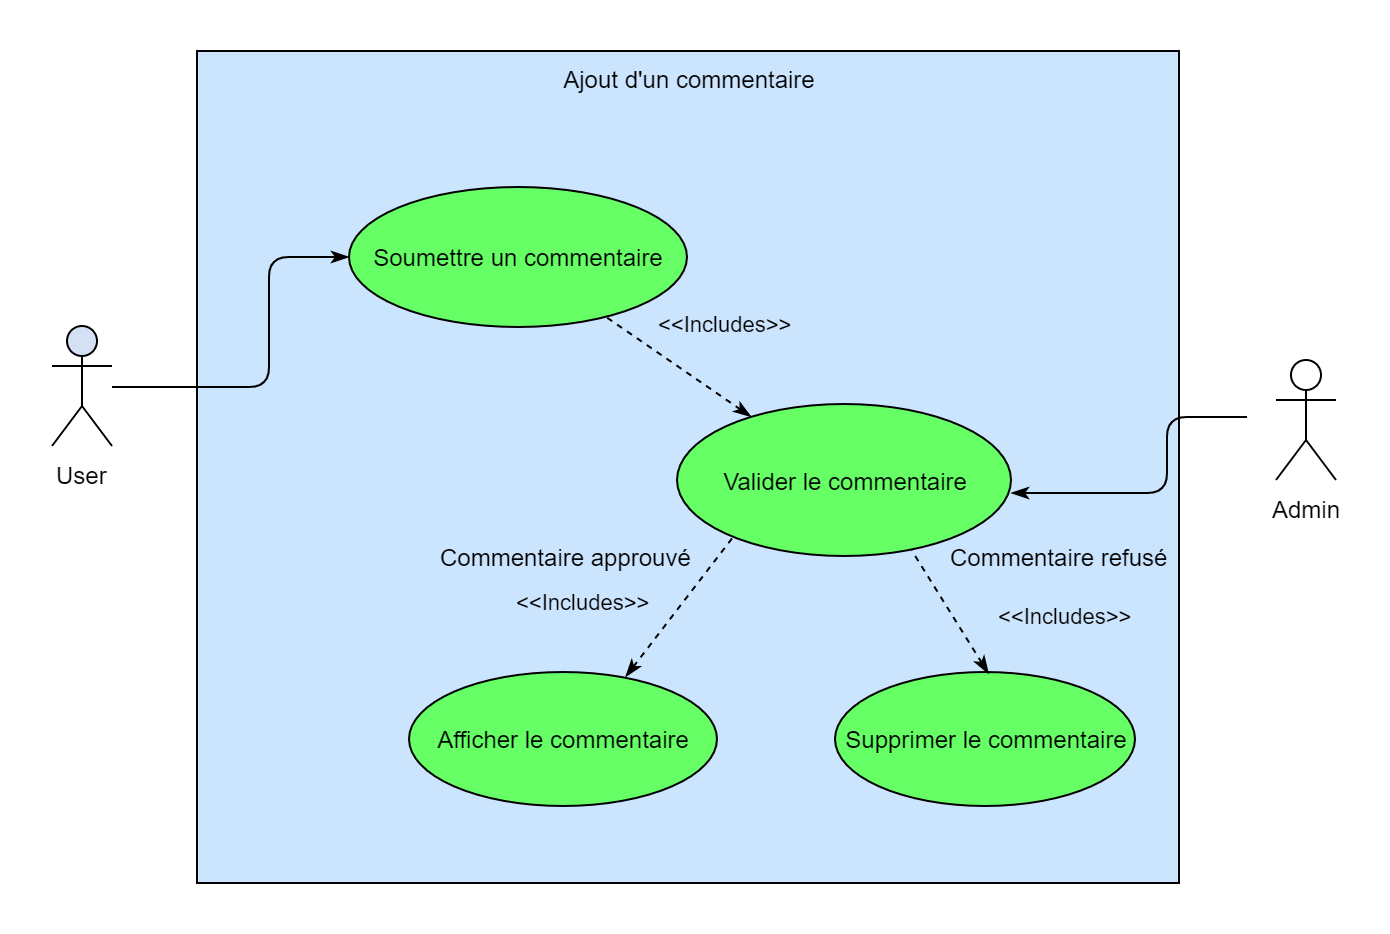 Ajout d'un commentaire
Soumettre un commentaire
<<Includes>>
User
Valider le commentaire
Admin
Commentaire approuvé
Commentaire refusé
<<Includes>>
<<Includes>>
Afficher le commentaire
Supprimer le commentaire